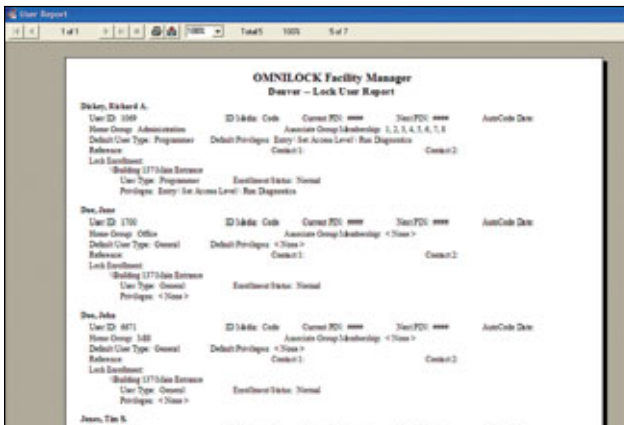 User Report
1 of 1 100% Total:5 100% 5 of 7
OMNILOCK Facility Manager
Denver -- Lock User Report
Dickey, Richard A.
User ID: 1069 ID Media: Code Current PIN: #### Next PIN: #### AutoCode Date:
Home Group: Administration Associate Group Membership: 1, 2, 3, 4, 5, 6, 7, 8
Default User Type: Programmer Default Privileges: Entry \ Set Access Level \ Run Diagnostics
Reference: Contact 1: Contact 2:
Lock Enrollment:
\Building 137\Main Entrance
User Type: Programmer Enrollment Status: Normal
Privileges: Entry \ Set Access Level \ Run Diagnostics
Doe, Jane
User ID: 1700 ID Media: Code Current PIN: #### Next PIN: #### AutoCode Date:
Home Group: Office Associate Group Membership: < None >
Default User Type: General Default Privileges: < None >
Reference: Contact 1: Contact 2:
Lock Enrollment:
\Building 137\Main Entrance
User Type: General Enrollment Status: Normal
Privileges: < None >
Doe, John
User ID: 6671 ID Media: Code Current PIN: #### Next PIN: #### AutoCode Date:
Home Group: Associate Group Membership: < None >
Default User Type: General Default Privileges: < None >
Reference: Contact 1: Contact 2:
Lock Enrollment:
\Building 137\Main Entrance
User Type: General Enrollment Status: Normal
Privileges: < None >
Jones, Tim S.